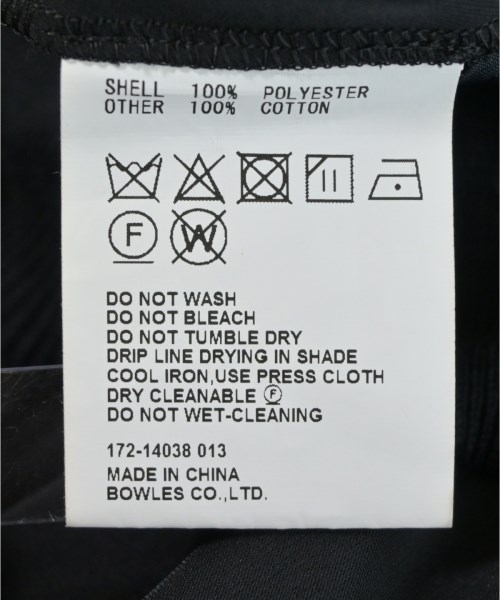 SHELL 100% POLYESTER
OTHER 100% COTTON
F W
DO NOT WASH
DO NOT BLEACH
DO NOT TUMBLE DRY
DRIP LINE DRYING IN SHADE
COOL IRON,USE PRESS CLOTH
DRY CLEANABLE Ⓕ
DO NOT WET-CLEANING
172-14038 013
MADE IN CHINA
BOWLES CO.,LTD.